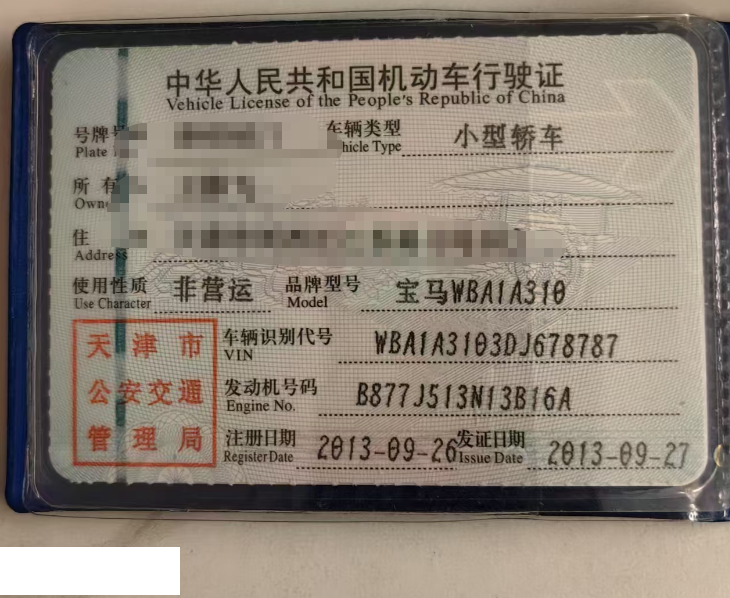 中华人民共和国机动车行驶证
Vehicle License of the People's Republic of China
号牌 车辆类型 小型轿车
Plate Vehicle Type
所有
Owner
住
Address
使用性质 非营运 品牌型号 宝马WBA1A310
Use Character Model
天津市 车辆识别代号 WBA1A3103DJ678787
VIN
公安交通 发动机号码 B877J513N13B16A
Engine No.
管理局 注册日期 2013-09-26 发证日期 2013-09-27
Register Date Issue Date